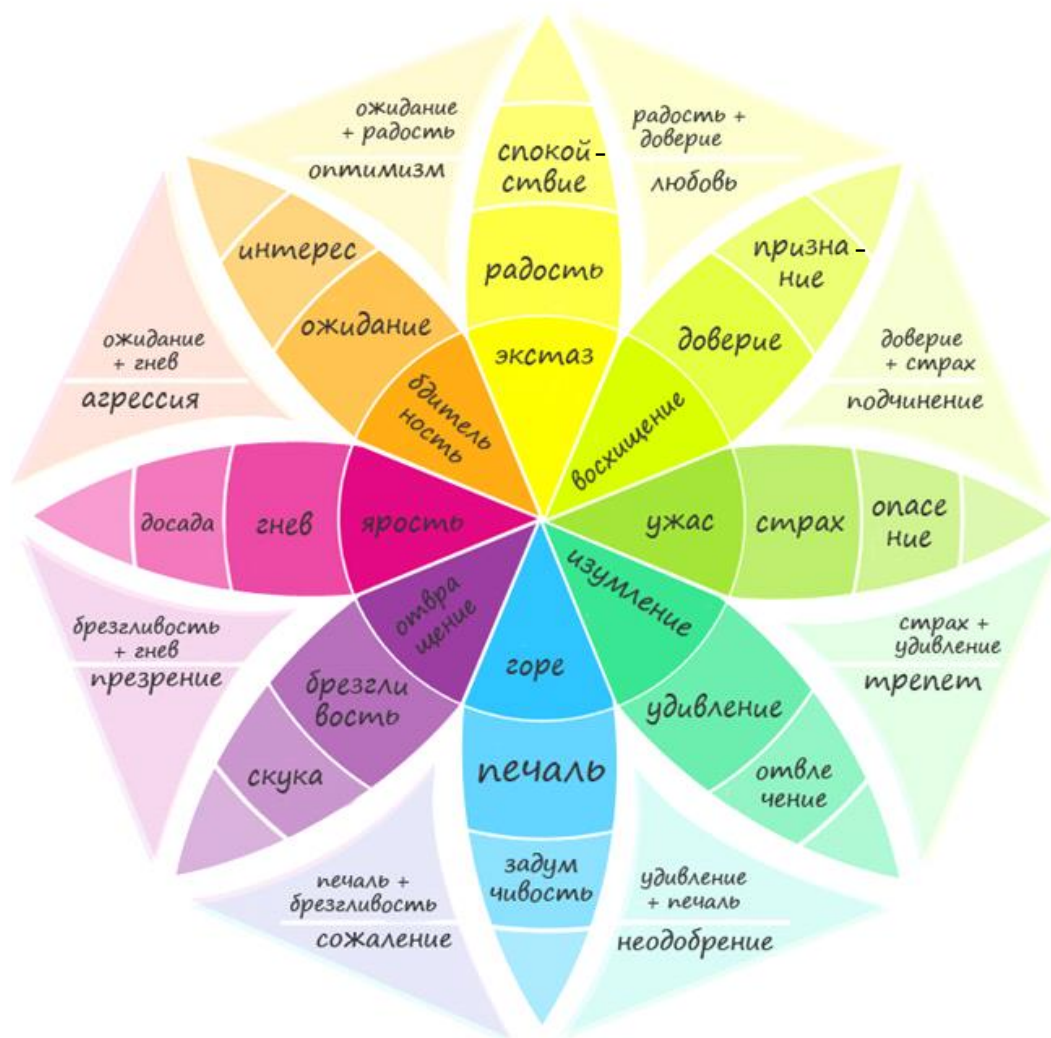 ожидание
+ радость
оптимизм
спокой-
ствие
радость +
доверие
любовь
интерес
ожидание
бдитель
ность
радость
экстаз
призна-
ние
доверие
восхищение
ожидание
+ гнев
агрессия
доверие
+ страх
подчинение
досада
гнев
ярость
ужас
страх
опасе
ние
брезгливость
+ гнев
презрение
отвра
щение
брезгли
вость
скука
горе
печаль
задум
чивость
изумление
удивление
отвле
чение
страх +
удивление
трепет
печаль +
брезгливость
сожаление
удивление
+ печаль
неодобрение